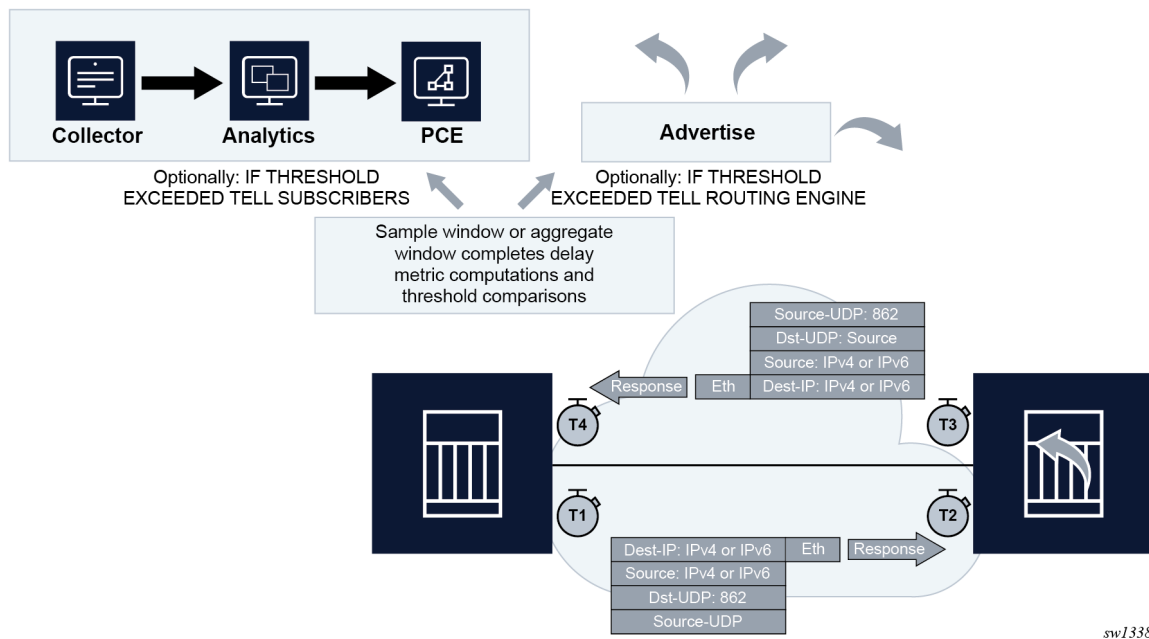 Collector
Analytics
PCE
Advertise
Optionally: IF THRESHOLD
EXCEEDED TELL SUBSCRIBERS
Optionally: IF THRESHOLD
EXCEEDED TELL ROUTING ENGINE
Sample window or aggregate
window completes delay
metric computations and
threshold comparisons
Source-UDP: 862
Dst-UDP: Source
Source: IPv4 or IPv6
Response
Eth
Dest-IP: IPv4 or IPv6
T4
T3
T1
T2
Dest-IP: IPv4 or IPv6
Eth
Response
Source: IPv4 or IPv6
Dst-UDP: 862
Source-UDP
sw1338